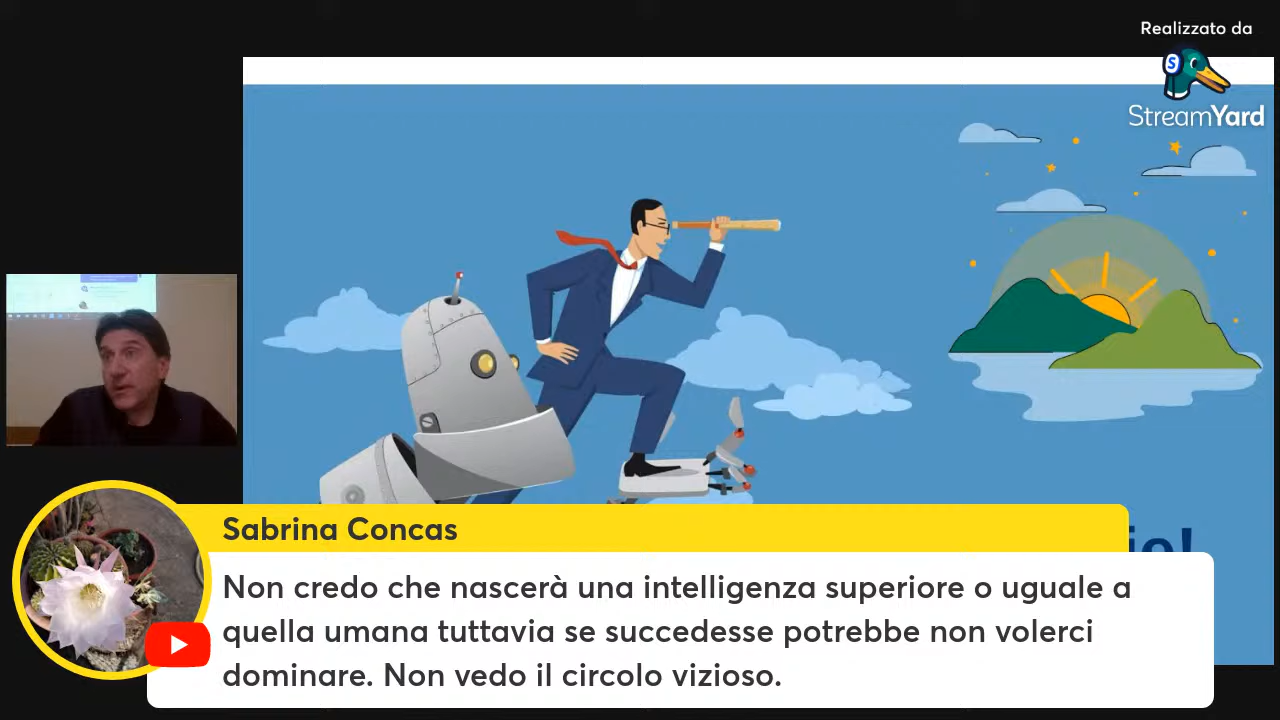 Realizzato da
StreamYard
Sabrina Concas
Non credo che nascerà una intelligenza superiore o uguale a
quella umana tuttavia se succedesse potrebbe non volerci
dominare. Non vedo il circolo vizioso.